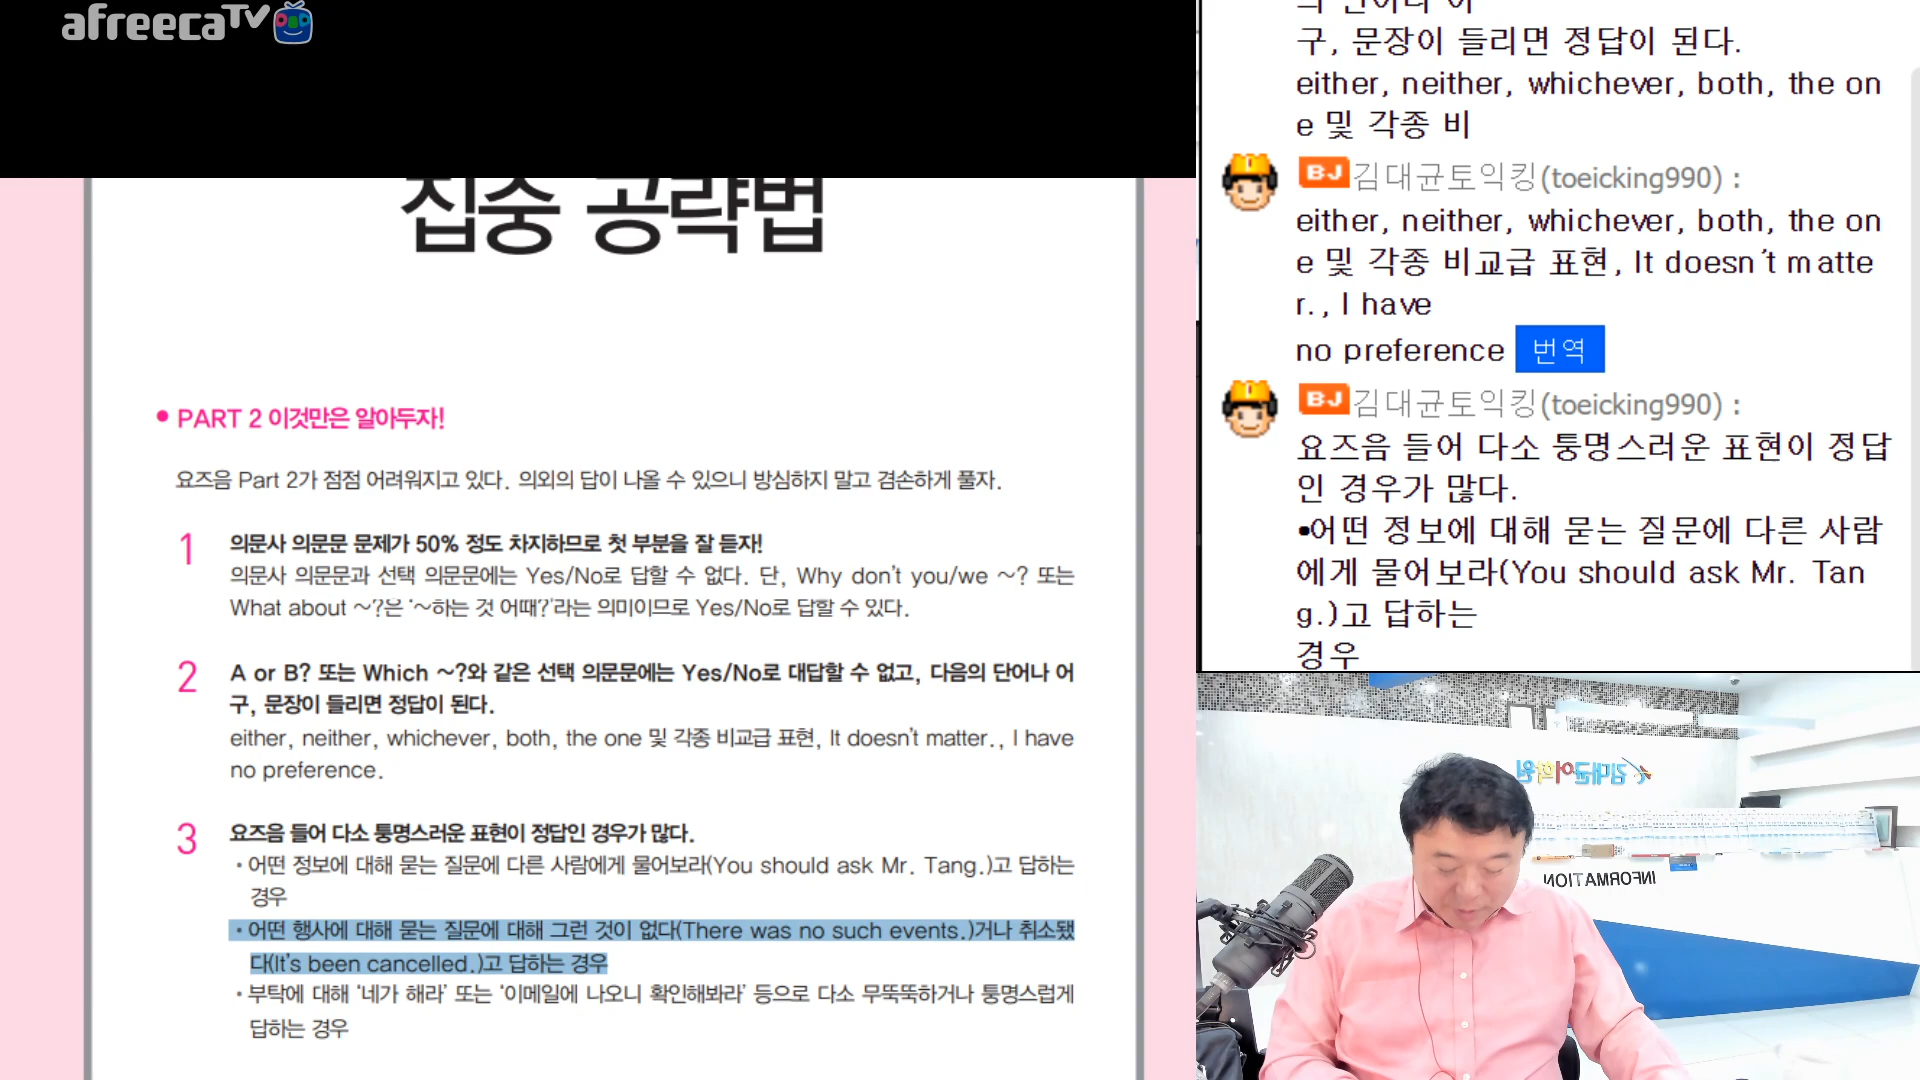 afreecaTV
집중 공략법
• PART 2 이것만은 알아두자!
요즈음 Part 2가 점점 어려워지고 있다. 의외의 답이 나올 수 있으니 방심하지 말고 겸손하게 풀자.
1 의문사 의문문 문제가 50% 정도 차지하므로 첫 부분을 잘 듣자!
의문사 의문문과 선택 의문문에는 Yes/No로 답할 수 없다. 단, Why don't you/we ~? 또는
What about ~?은 '~하는 것 어때?'라는 의미이므로 Yes/No로 답할 수 있다.
2 A or B? 또는 Which ~?와 같은 선택 의문문에는 Yes/No로 대답할 수 없고, 다음의 단어나 어
구, 문장이 들리면 정답이 된다.
either, neither, whichever, both, the one 및 각종 비교급 표현, It doesn't matter., I have
no preference.
3 요즈음 들어 다소 퉁명스러운 표현이 정답인 경우가 많다.
• 어떤 정보에 대해 묻는 질문에 다른 사람에게 물어보라(You should ask Mr. Tang.)고 답하는
경우
• 어떤 행사에 대해 묻는 질문에 대해 그런 것이 없다(There was no such events.)거나 취소됐
다(It's been cancelled.)고 답하는 경우
• 부탁에 대해 '네가 해라' 또는 '이메일에 나오니 확인해봐라' 등으로 다소 무뚝뚝하거나 퉁명스럽게
답하는 경우
구, 문장이 들리면 정답이 된다.
either, neither, whichever, both, the on
e 및 각종 비
BJ 김대균토익킹(toeicking990) :
either, neither, whichever, both, the on
e 및 각종 비교급 표현, It doesn't matte
r., I have
no preference 번역
BJ 김대균토익킹(toeicking990) :
요즈음 들어 다소 퉁명스러운 표현이 정답
인 경우가 많다.
•어떤 정보에 대해 묻는 질문에 다른 사람
에게 물어보라(You should ask Mr. Tan
g.)고 답하는
경우
김대균어학원
INFORMATION